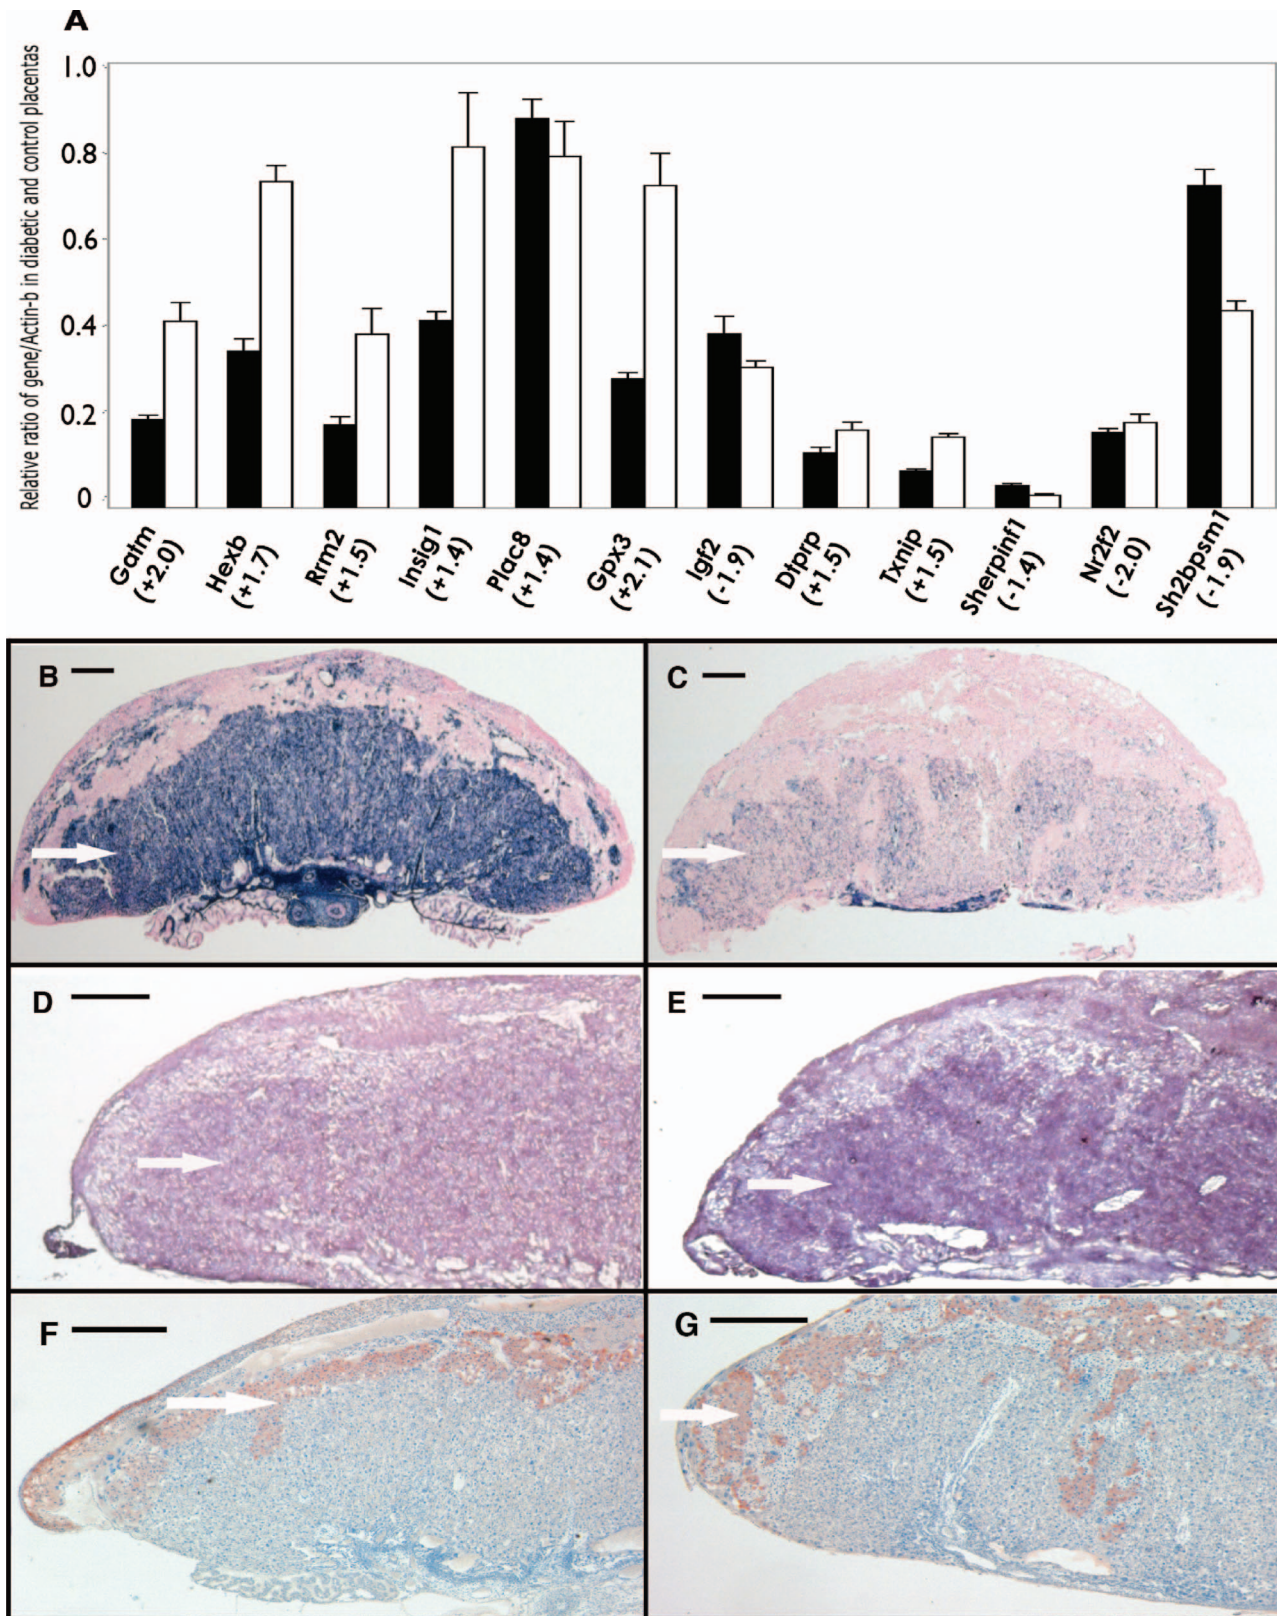 A
Relative ratio of gene/Actin-b in diabetic and control placentas
1.0
0.8
0.6
0.4
0.2
0
Gatm
(+2.0)
Hexb
(+1.7)
Rrm2
(+1.5)
Insig1
(+1.4)
Plac8
(+1.4)
Gpx3
(+2.1)
Igf2
(-1.9)
Dtprp
(+1.5)
Txnip
(+1.5)
Sherpinf1
(-1.4)
Nr2f2
(-2.0)
Sh2bpsm1
(-1.9)
B
C
D
E
F
G